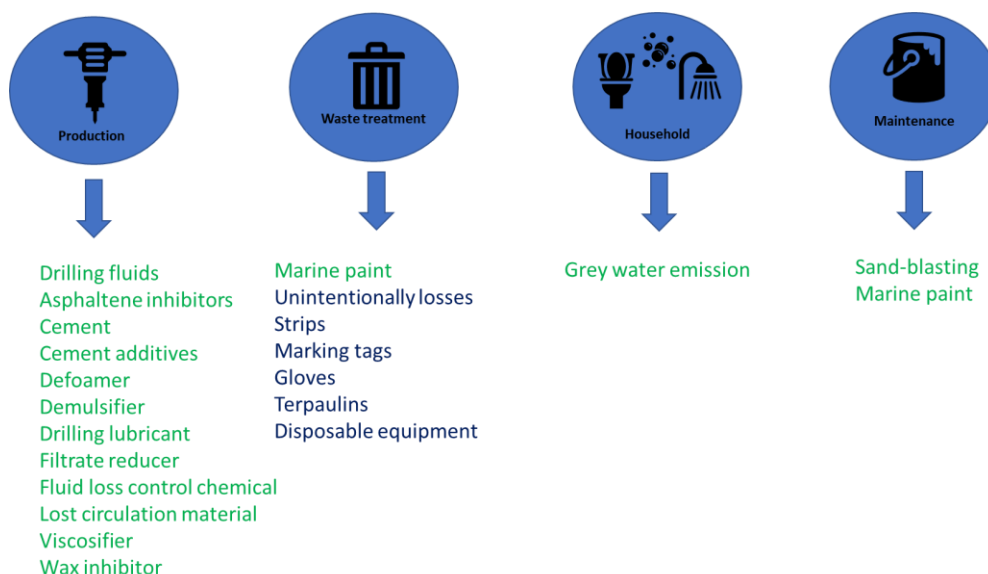 Production
Waste treatment
Household
Maintenance
Drilling fluids
Asphaltene inhibitors
Cement
Cement additives
Defoamer
Demulsifier
Drilling lubricant
Filtrate reducer
Fluid loss control chemical
Lost circulation material
Viscosifier
Wax inhibitor
Marine paint
Unintentionally losses
Strips
Marking tags
Gloves
Terpaulins
Disposable equipment
Grey water emission
Sand-blasting
Marine paint